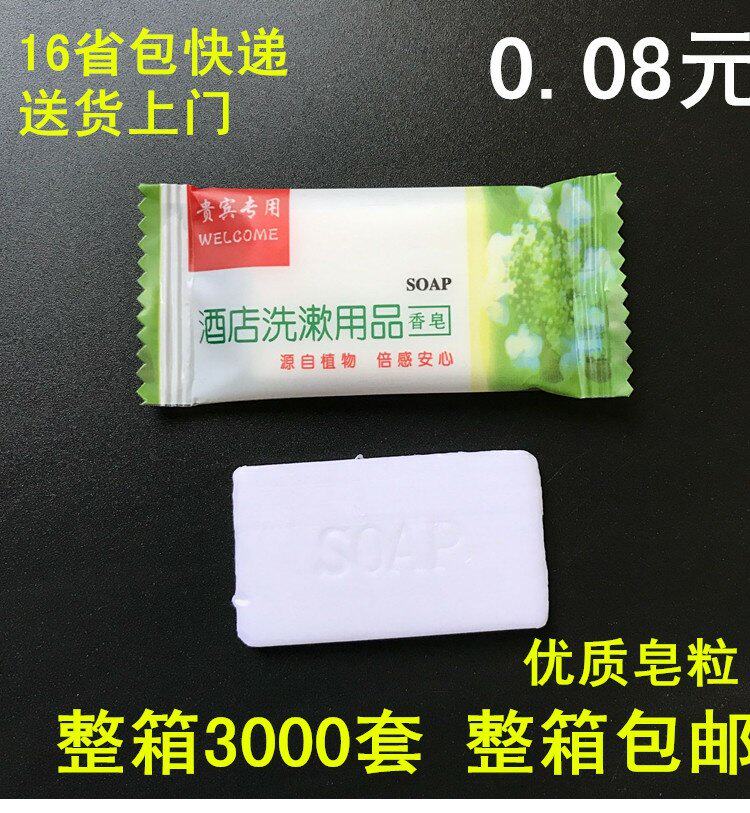 16省包快递
送货上门
0.08元
贵宾专用
WELCOME
SOAP
酒店洗漱用品 香皂
源自植物 倍感安心
SOAP
优质皂粒
整箱3000套 整箱包邮